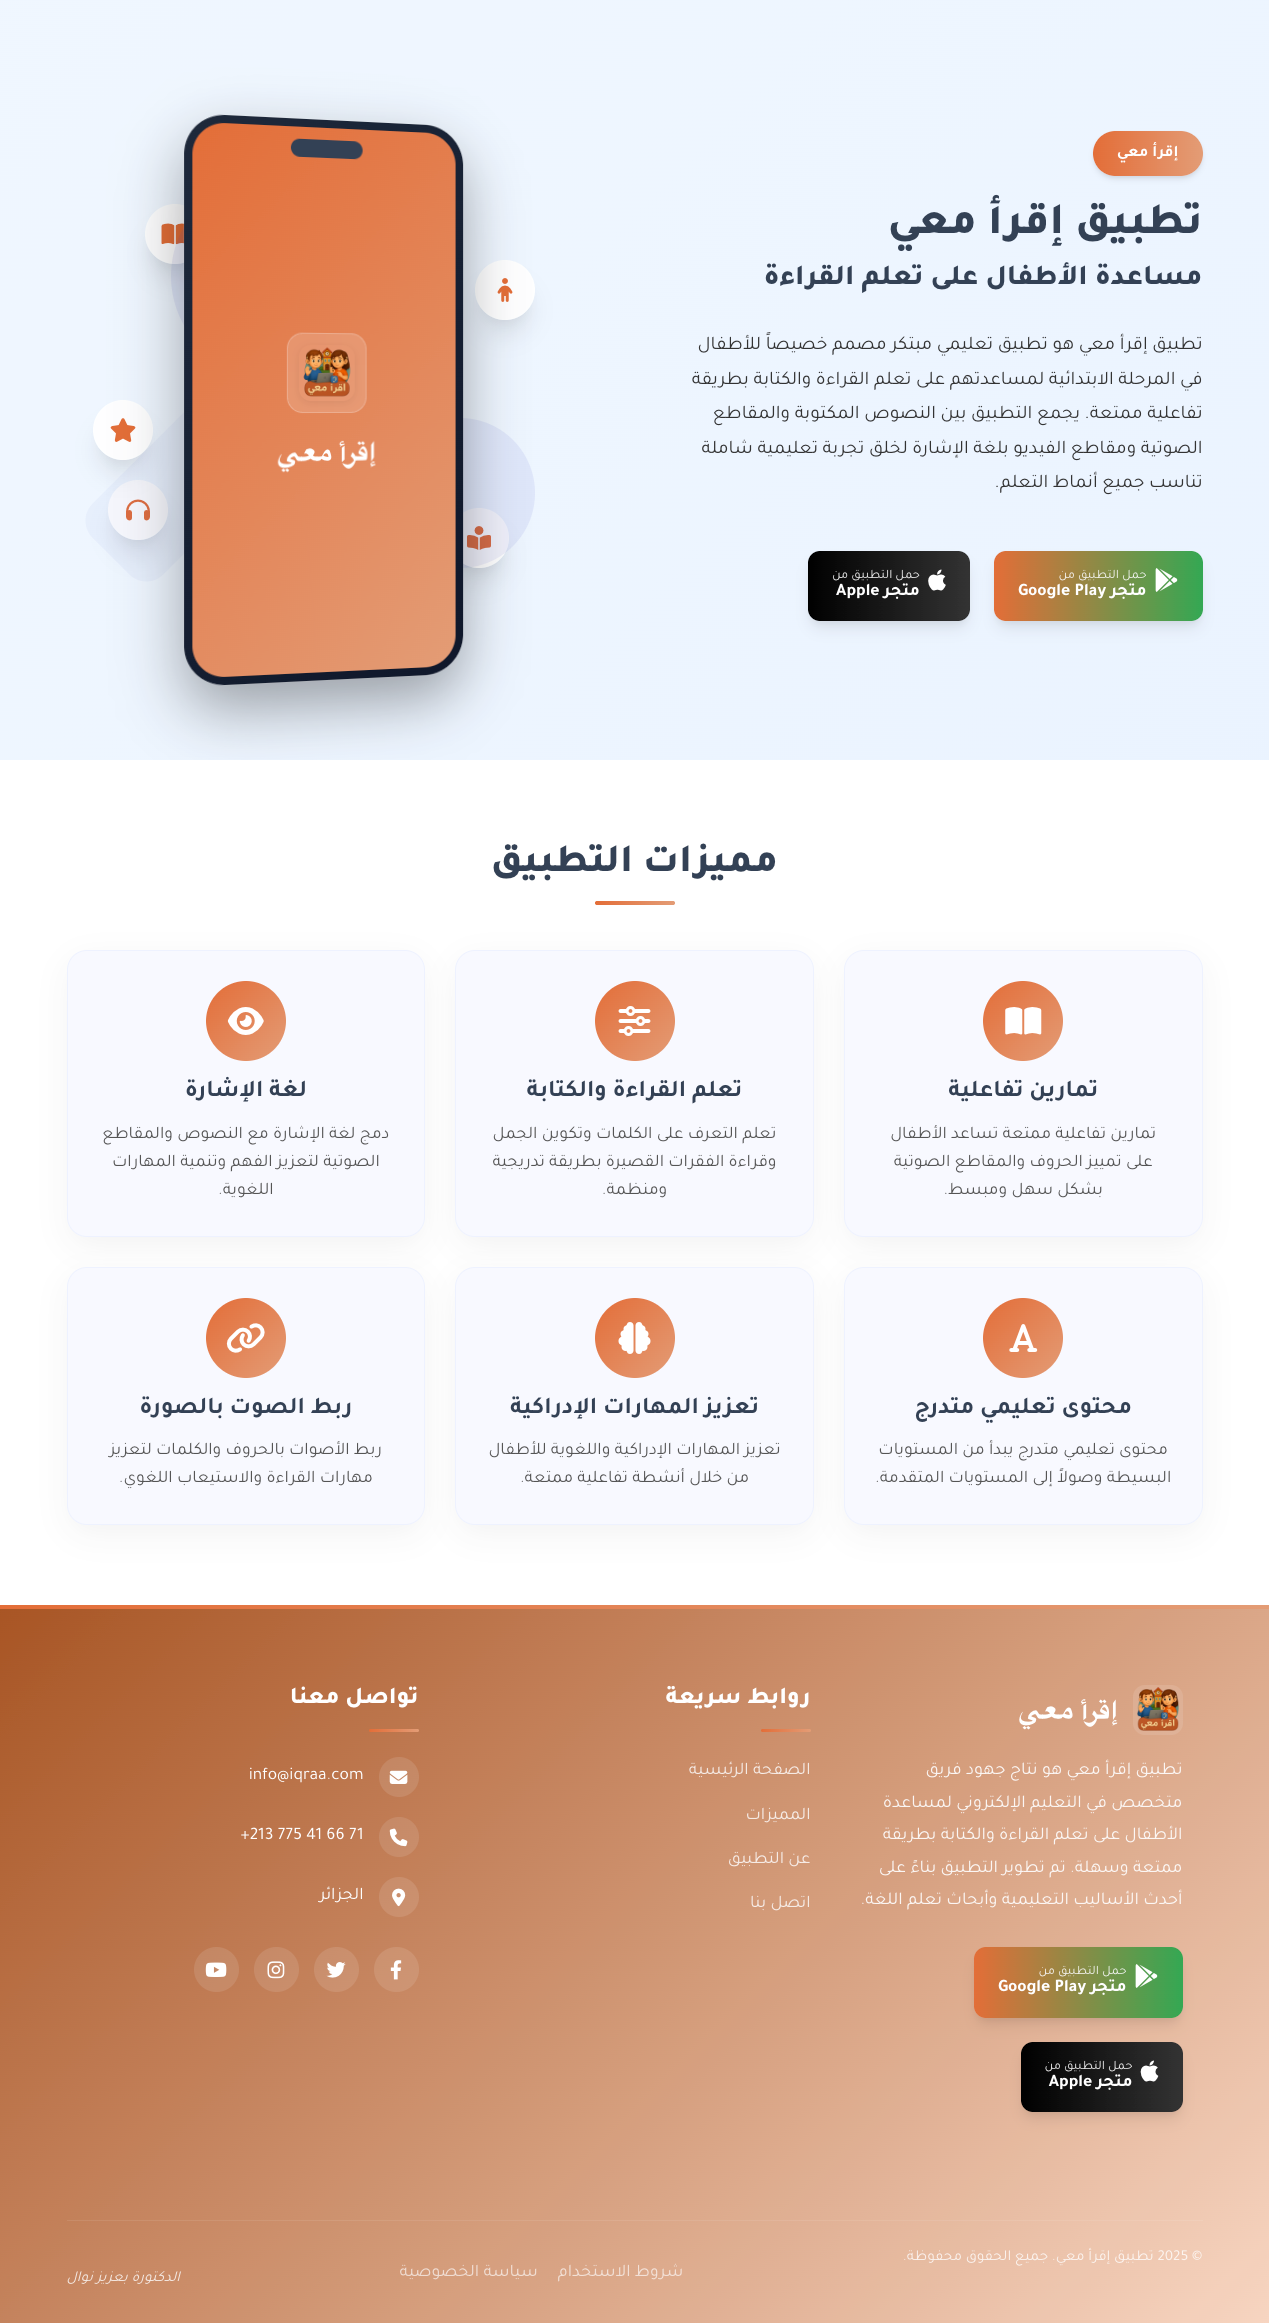 إقرأ معي
تطبيق إقرأ معي
مساعدة الأطفال على تعلم القراءة
تطبيق إقرأ معي هو تطبيق تعليمي مبتكر مصمم خصيصاً للأطفال
في المرحلة الابتدائية لمساعدتهم على تعلم القراءة والكتابة بطريقة
تفاعلية ممتعة. يجمع التطبيق بين النصوص المكتوبة والمقاطع
الصوتية ومقاطع الفيديو بلغة الإشارة لخلق تجربة تعليمية شاملة
تناسب جميع أنماط التعلم.
حمل التطبيق من
متجر Google Play
حمل التطبيق من
متجر Apple
اقرأ معي
إقرأ معي
مميزات التطبيق
تمارين تفاعلية
تمارين تفاعلية ممتعة تساعد الأطفال
على تمييز الحروف والمقاطع الصوتية
بشكل سهل ومبسط.
تعلم القراءة والكتابة
تعلم التعرف على الكلمات وتكوين الجمل
وقراءة الفقرات القصيرة بطريقة تدريجية
ومنظمة.
لغة الإشارة
دمج لغة الإشارة مع النصوص والمقاطع
الصوتية لتعزيز الفهم وتنمية المهارات
اللغوية.
محتوى تعليمي متدرج
محتوى تعليمي متدرج يبدأ من المستويات
البسيطة وصولاً إلى المستويات المتقدمة.
تعزيز المهارات الإدراكية
تعزيز المهارات الإدراكية واللغوية للأطفال
من خلال أنشطة تفاعلية ممتعة.
ربط الصوت بالصورة
ربط الأصوات بالحروف والكلمات لتعزيز
مهارات القراءة والاستيعاب اللغوي.
اقرأ معي
إقرأ معي
تطبيق إقرأ معي هو نتاج جهود فريق
متخصص في التعليم الإلكتروني لمساعدة
الأطفال على تعلم القراءة والكتابة بطريقة
ممتعة وسهلة. تم تطوير التطبيق بناءً على
أحدث الأساليب التعليمية وأبحاث تعلم اللغة.
حمل التطبيق من
متجر Google Play
حمل التطبيق من
متجر Apple
روابط سريعة
الصفحة الرئيسية
المميزات
عن التطبيق
اتصل بنا
تواصل معنا
info@iqraa.com
+213 775 41 66 71
الجزائر
© 2025 تطبيق إقرأ معي. جميع الحقوق محفوظة.
شروط الاستخدام
سياسة الخصوصية
الدكتورة بعزيز نوال